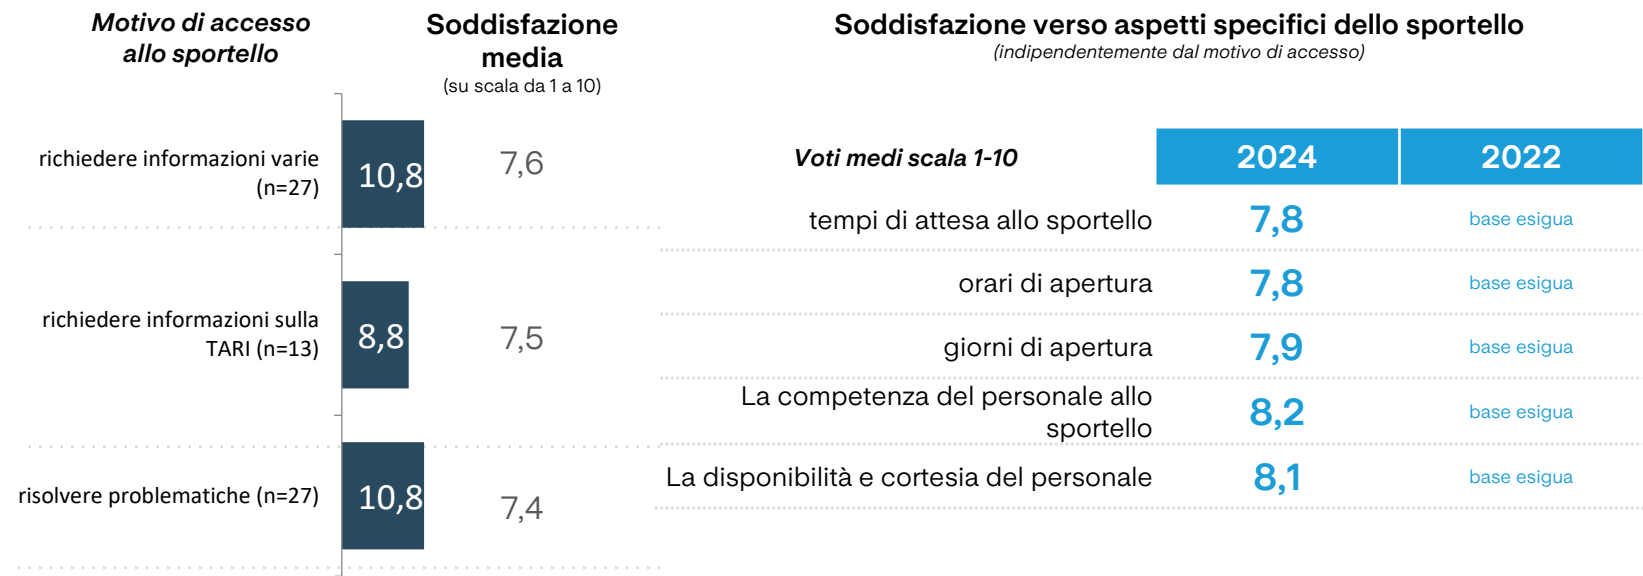 Motivo di accesso
allo sportello
Soddisfazione
media
(su scala da 1 a 10)
richiedere informazioni varie
(n=27)
10,8
7,6
richiedere informazioni sulla
TARI (n=13)
8,8
7,5
risolvere problematiche (n=27)
10,8
7,4
Soddisfazione verso aspetti specifici dello sportello
(indipendentemente dal motivo di accesso)
Voti medi scala 1-10
2024
2022
tempi di attesa allo sportello
7,8
base esigua
orari di apertura
7,8
base esigua
giorni di apertura
7,9
base esigua
La competenza del personale allo
sportello
8,2
base esigua
La disponibilità e cortesia del personale
8,1
base esigua